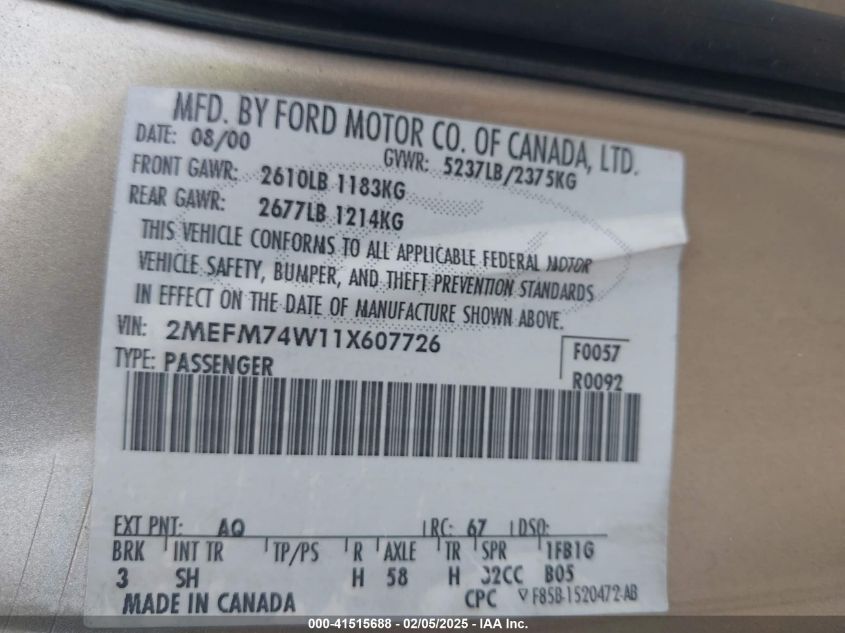 MFD. BY FORD MOTOR CO. OF CANADA, LTD.
DATE: 08/00 GVWR: 5237LB/2375KG
FRONT GAWR: 2610LB 1183KG
REAR GAWR: 2677LB 1214KG
THIS VEHICLE CONFORMS TO ALL APPLICABLE FEDERAL MOTOR
VEHICLE SAFETY, BUMPER, AND THEFT PREVENTION STANDARDS
IN EFFECT ON THE DATE OF MANUFACTURE SHOWN ABOVE.
VIN: 2MEFM74W11X607726 F0057
TYPE: PASSENGER R0092
EXT PNT: AQ RC: 67 DSO:
BRK INT TR TP/PS R AXLE TR SPR 1FB1G
3 SH H 58 H 32CC B05
MADE IN CANADA CPC F85B-1520472-AB
000-41515688 - 02/05/2025 - IAA Inc.